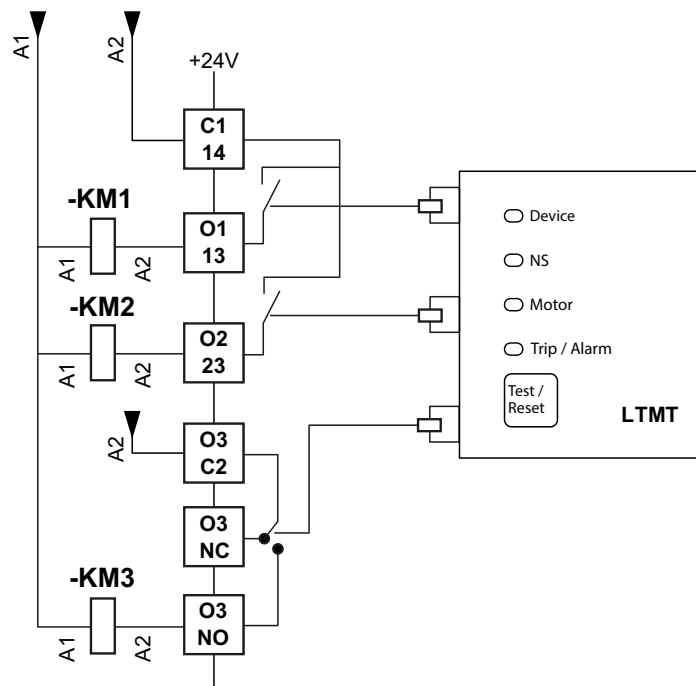 A1
A2
+24V
C1
14
-KM1
O1
13
A1
A2
-KM2
O2
23
A1
A2
A2
O3
C2
O3
NC
-KM3
O3
NO
A1
A2
Device
NS
Motor
Trip / Alarm
Test /
Reset
LTMT